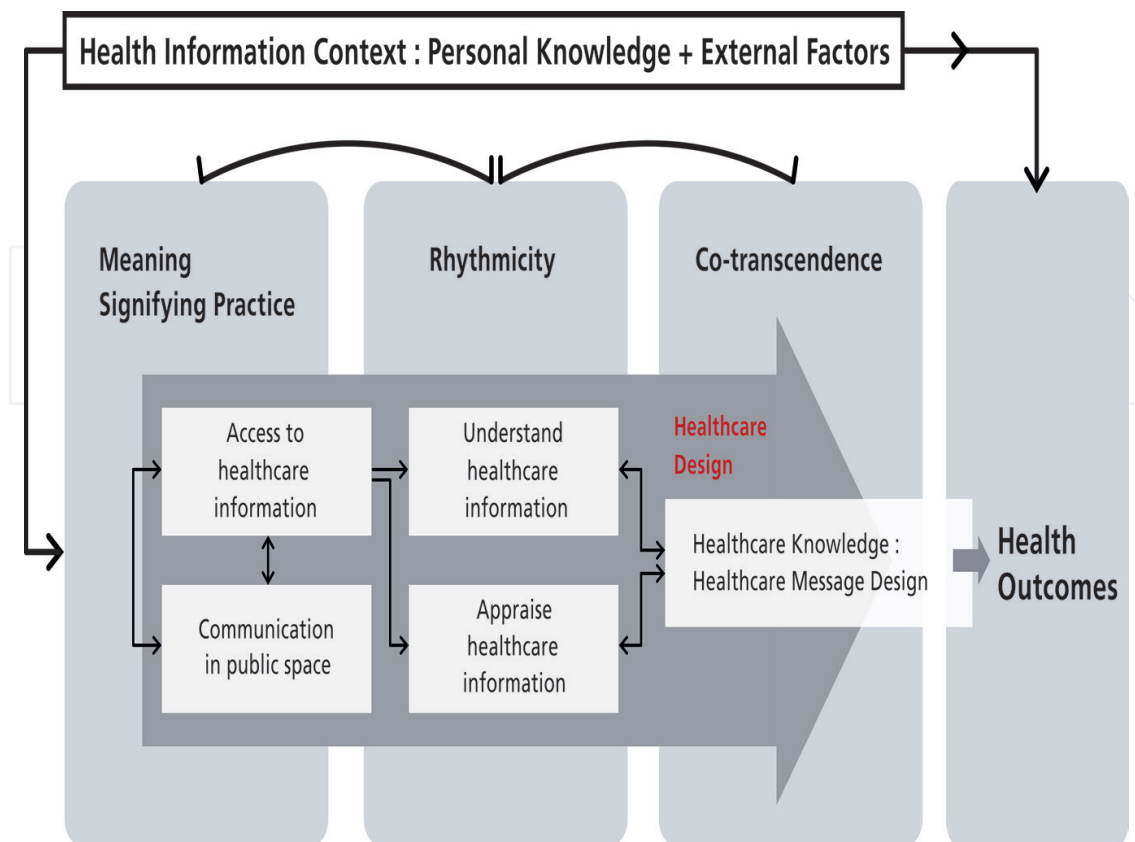 Health Information Context : Personal Knowledge + External Factors
Meaning
Signifying Practice
Rhythmicity
Co-transcendence
Access to
healthcare
information
Understand
healthcare
information
Healthcare
Design
Communication
in public space
Appraise
healthcare
information
Healthcare Knowledge :
Healthcare Message Design
Health
Outcomes